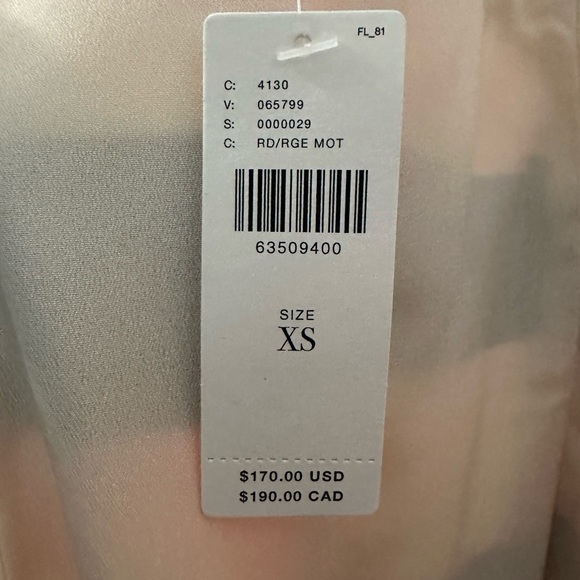 FL_81
C: 4130
V: 065799
S: 0000029
C: RD/RGE MOT
63509400
SIZE
XS
$170.00 USD
$190.00 CAD